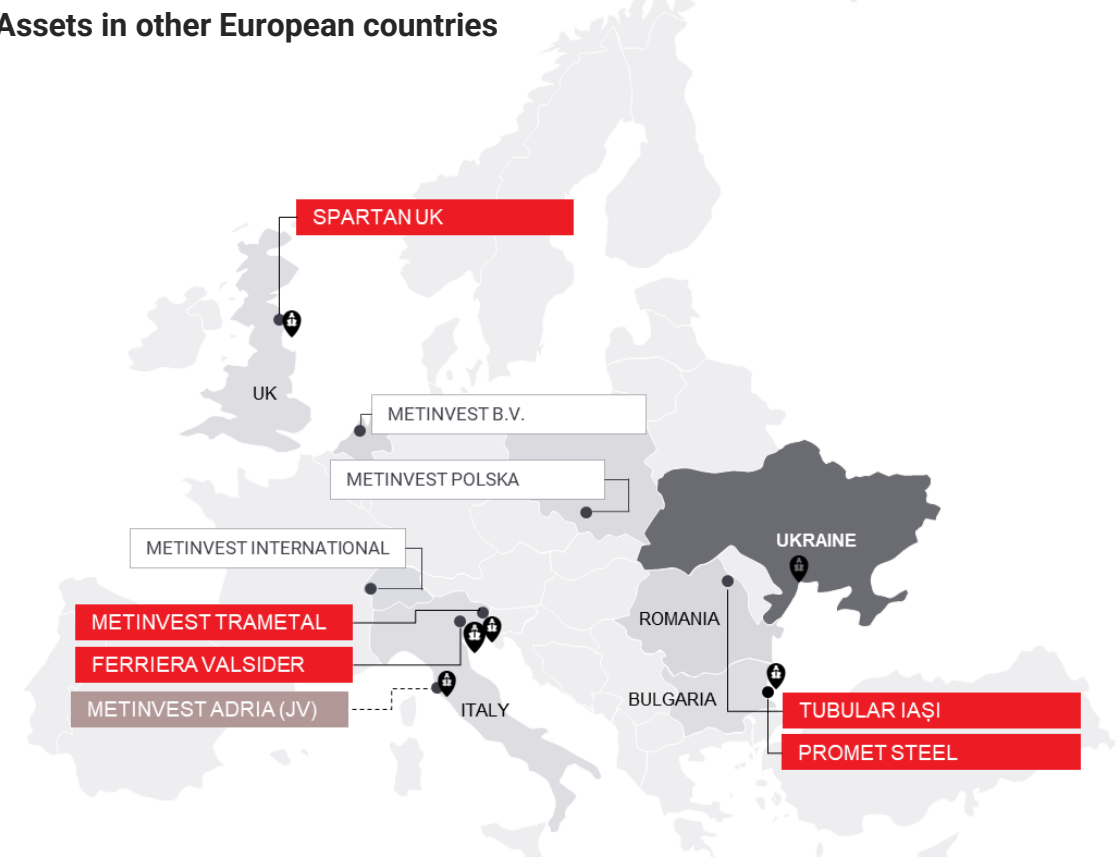 Assets in other European countries
SPARTAN UK
UK
METINVEST B.V.
METINVEST POLSKA
UKRAINE
METINVEST INTERNATIONAL
METINVEST TRAMETAL
ROMANIA
FERRIERA VALSIDER
BULGARIA
METINVEST ADRIA (JV)
ITALY
TUBULAR IAȘI
PROMET STEEL